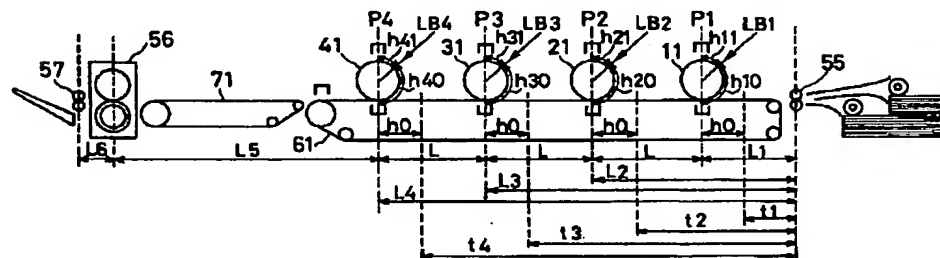 P4 P3 P2 P1
56 LB4 LB3 LB2 LB1
57 41 h41 31 h31 21 h21 11 h11 55
71 h40 h30 h20 h10
61 h0 h0 h0 h0
L6 L5 L L L L1
L2
L3
L4
t1
t2
t3
t4